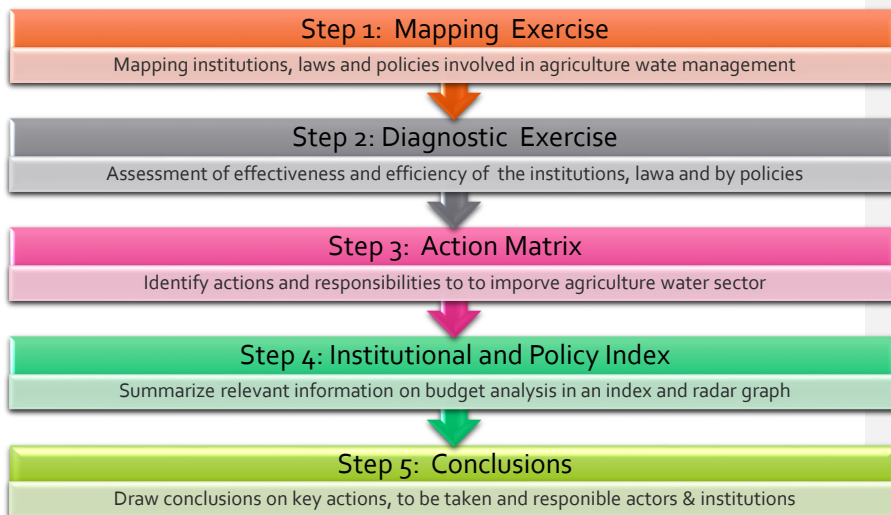 Step 1: Mapping Exercise
Mapping institutions, laws and policies involved in agriculture wate management
Step 2: Diagnostic Exercise
Assessment of effectiveness and efficiency of the institutions, lawa and by policies
Step 3: Action Matrix
Identify actions and responsibilities to to imporve agriculture water sector
Step 4: Institutional and Policy Index
Summarize relevant information on budget analysis in an index and radar graph
Step 5: Conclusions
Draw conclusions on key actions, to be taken and responible actors & institutions